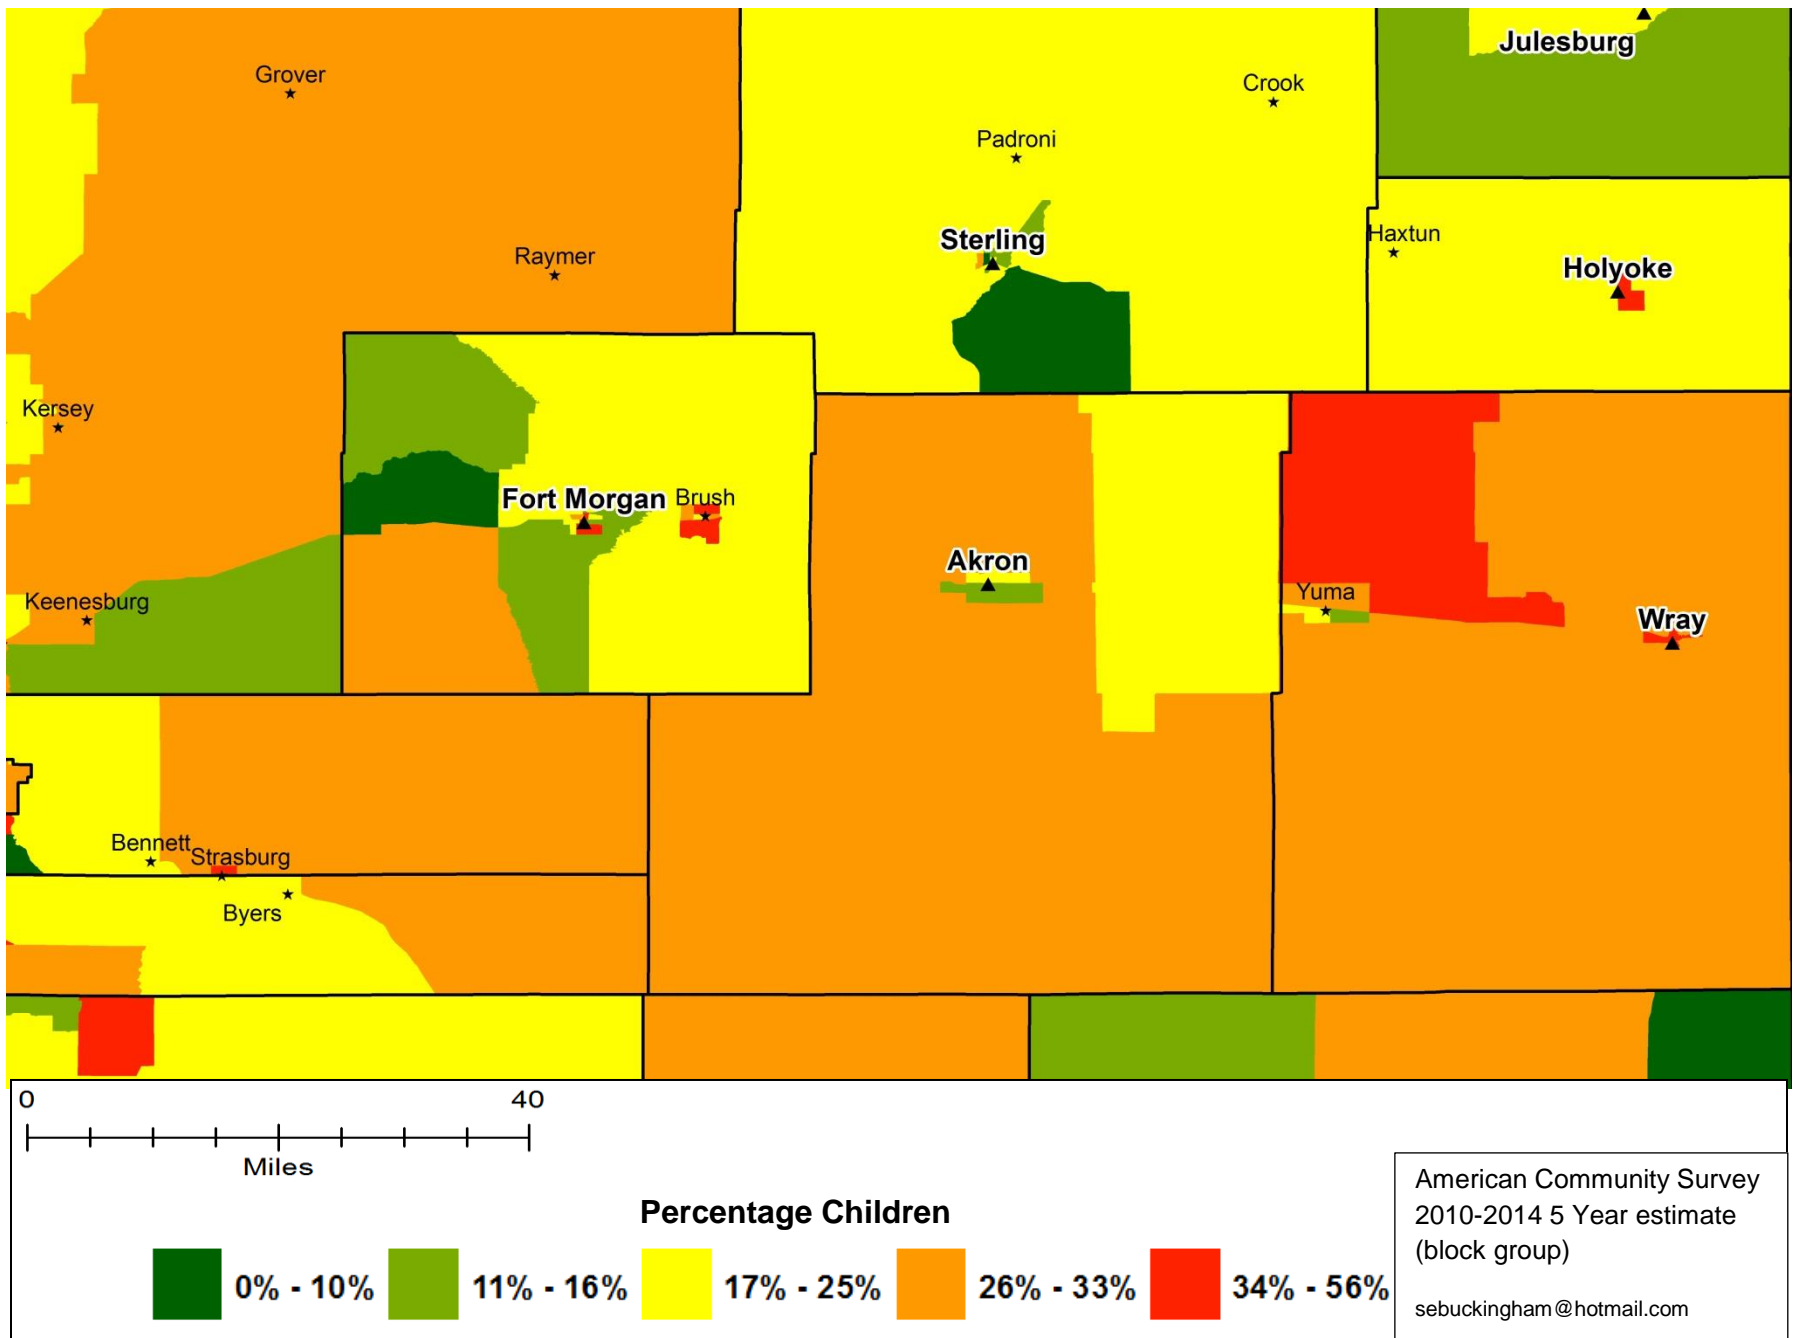 Julesburg
Grover
Crook
Padroni
Sterling
Haxtun
Raymer
Holyoke
Kersey
Fort Morgan
Brush
Akron
Keenesburg
Yuma
Wray
Bennett
Strasburg
Byers
0 40
Miles
Percentage Children
0% - 10% 11% - 16% 17% - 25% 26% - 33% 34% - 56%
American Community Survey
2010-2014 5 Year estimate
(block group)
sebuckingham@hotmail.com